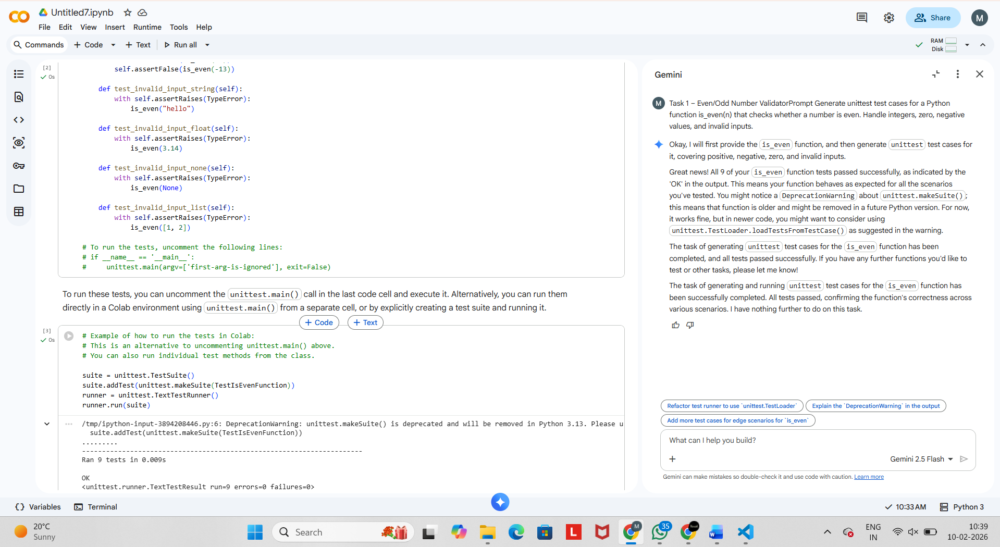 Untitled7.ipynb
File Edit View Insert Runtime Tools Help
Share
M
Commands + Code + Text Run all
RAM
Disk
[2]
0s
self.assertFalse(is_even(-13))
def test_invalid_input_string(self):
with self.assertRaises(TypeError):
is_even("hello")
def test_invalid_input_float(self):
with self.assertRaises(TypeError):
is_even(3.14)
def test_invalid_input_none(self):
with self.assertRaises(TypeError):
is_even(None)
def test_invalid_input_list(self):
with self.assertRaises(TypeError):
is_even([1, 2])
# To run the tests, uncomment the following lines:
# if __name__ == '__main__':
#     unittest.main(argv=['first-arg-is-ignored'], exit=False)
To run these tests, you can uncomment the unittest.main() call in the last code cell and execute it. Alternatively, you can run them
directly in a Colab environment using unittest.main() from a separate cell, or by explicitly creating a test suite and running it.
+ Code + Text
[3]
0s
# Example of how to run the tests in Colab:
# This is an alternative to uncommenting unittest.main() above.
# You can also run individual test methods from the class.
suite = unittest.TestSuite()
suite.addTest(unittest.makeSuite(TestIsEvenFunction))
runner = unittest.TextTestRunner()
runner.run(suite)
/tmp/ipython-input-3894208446.py:6: DeprecationWarning: unittest.makeSuite() is deprecated and will be removed in Python 3.13. Please u
suite.addTest(unittest.makeSuite(TestIsEvenFunction))
.........
----------------------------------------------------------------------
Ran 9 tests in 0.009s
OK
<unittest.runner.TextTestResult run=9 errors=0 failures=0>
Gemini
M
Task 1 – Even/Odd Number ValidatorPrompt Generate unittest test cases for a Python
function is_even(n) that checks whether a number is even. Handle integers, zero, negative
values, and invalid inputs.
Okay, I will first provide the is_even function, and then generate unittest test cases for
it, covering positive, negative, zero, and invalid inputs.
Great news! All 9 of your is_even function tests passed successfully, as indicated by the
'OK' in the output. This means your function behaves as expected for all the scenarios
you've tested. You might notice a DeprecationWarning about unittest.makeSuite();
this means that function is older and might be removed in a future Python version. For now,
it works fine, but in newer code, you might want to consider using
unittest.TestLoader.loadTestsFromTestCase() as suggested in the warning.
The task of generating unittest test cases for the is_even function has been
completed, and all tests passed successfully. If you have any further functions you'd like to
test or other tasks, please let me know!
The task of generating and running unittest test cases for the is_even function has
been successfully completed. All tests passed, confirming the function's correctness across
various scenarios. I have nothing further to do on this task.
Refactor test runner to use `unittest.TestLoader` Explain the `DeprecationWarning` in the output
Add more test cases for edge scenarios for `is_even`
What can I help you build?
+ Gemini 2.5 Flash
Gemini can make mistakes so double-check it and use code with caution. Learn more
{} Variables Terminal
10:33 AM Python 3
20°C
Sunny
Search
L
M
35
W
ENG
IN
10:39
10-02-2026